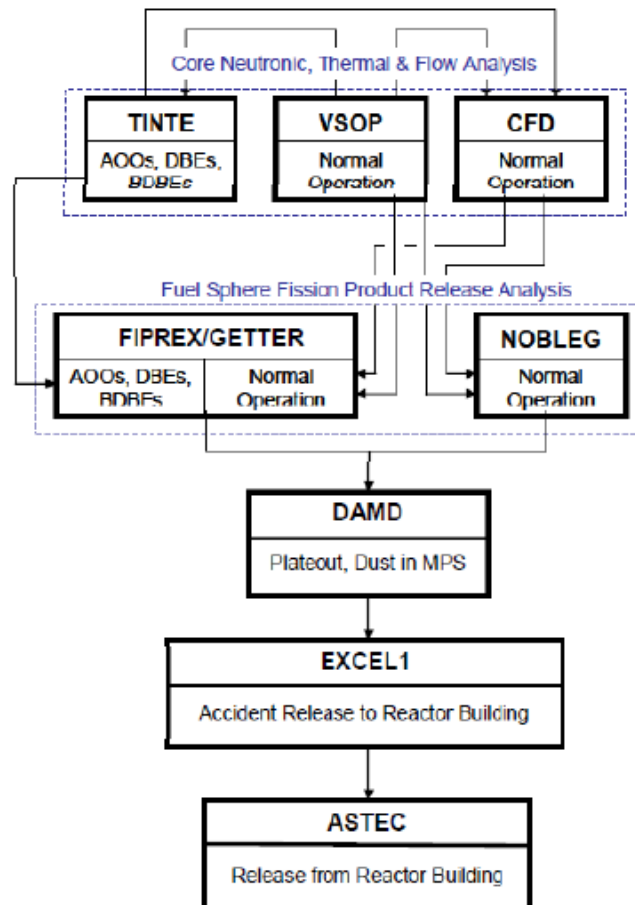 Core Neutronic, Thermal & Flow Analysis
TINTE
AOOs, DBEs,
BDBEs
VSOP
Normal
Operation
CFD
Normal
Operation
Fuel Sphere Fission Product Release Analysis
FIPREX/GETTER
AOOs, DBEs,
BDBEs
Normal
Operation
NOBLEG
Normal
Operation
DAMD
Plateout, Dust in MPS
EXCEL1
Accident Release to Reactor Building
ASTEC
Release from Reactor Building